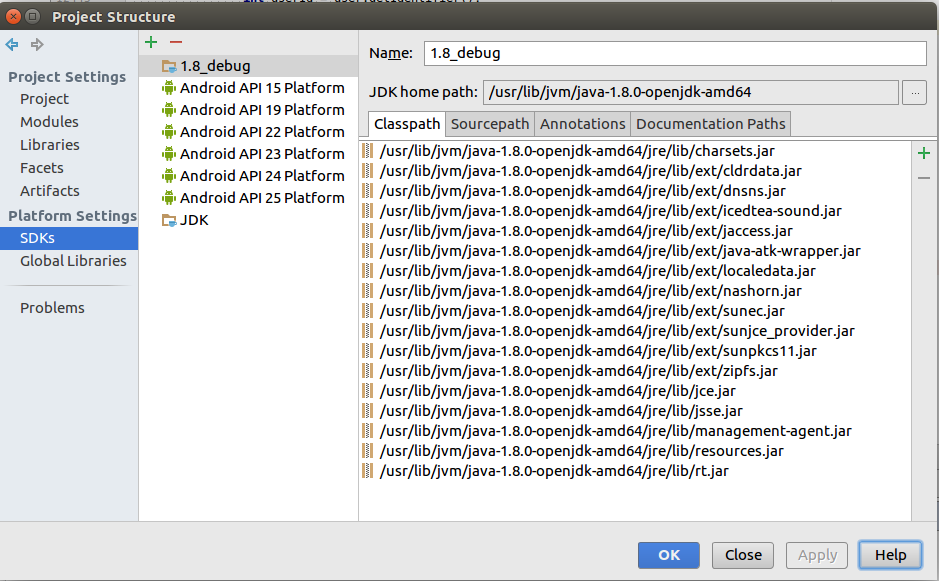 Project Structure
Project Settings
Project
Modules
Libraries
Facets
Artifacts
Platform Settings
SDKs
Global Libraries
Problems
1.8_debug
Android API 15 Platform
Android API 19 Platform
Android API 22 Platform
Android API 23 Platform
Android API 24 Platform
Android API 25 Platform
JDK
Name: 1.8_debug
JDK home path: /usr/lib/jvm/java-1.8.0-openjdk-amd64 ...
Classpath Sourcepath Annotations Documentation Paths
/usr/lib/jvm/java-1.8.0-openjdk-amd64/jre/lib/charsets.jar
/usr/lib/jvm/java-1.8.0-openjdk-amd64/jre/lib/ext/cldrdata.jar
/usr/lib/jvm/java-1.8.0-openjdk-amd64/jre/lib/ext/dnsns.jar
/usr/lib/jvm/java-1.8.0-openjdk-amd64/jre/lib/ext/icedtea-sound.jar
/usr/lib/jvm/java-1.8.0-openjdk-amd64/jre/lib/ext/jaccess.jar
/usr/lib/jvm/java-1.8.0-openjdk-amd64/jre/lib/ext/java-atk-wrapper.jar
/usr/lib/jvm/java-1.8.0-openjdk-amd64/jre/lib/ext/localedata.jar
/usr/lib/jvm/java-1.8.0-openjdk-amd64/jre/lib/ext/nashorn.jar
/usr/lib/jvm/java-1.8.0-openjdk-amd64/jre/lib/ext/sunec.jar
/usr/lib/jvm/java-1.8.0-openjdk-amd64/jre/lib/ext/sunjce_provider.jar
/usr/lib/jvm/java-1.8.0-openjdk-amd64/jre/lib/ext/sunpkcs11.jar
/usr/lib/jvm/java-1.8.0-openjdk-amd64/jre/lib/ext/zipfs.jar
/usr/lib/jvm/java-1.8.0-openjdk-amd64/jre/lib/jce.jar
/usr/lib/jvm/java-1.8.0-openjdk-amd64/jre/lib/jsse.jar
/usr/lib/jvm/java-1.8.0-openjdk-amd64/jre/lib/management-agent.jar
/usr/lib/jvm/java-1.8.0-openjdk-amd64/jre/lib/resources.jar
/usr/lib/jvm/java-1.8.0-openjdk-amd64/jre/lib/rt.jar
OK Close Apply Help